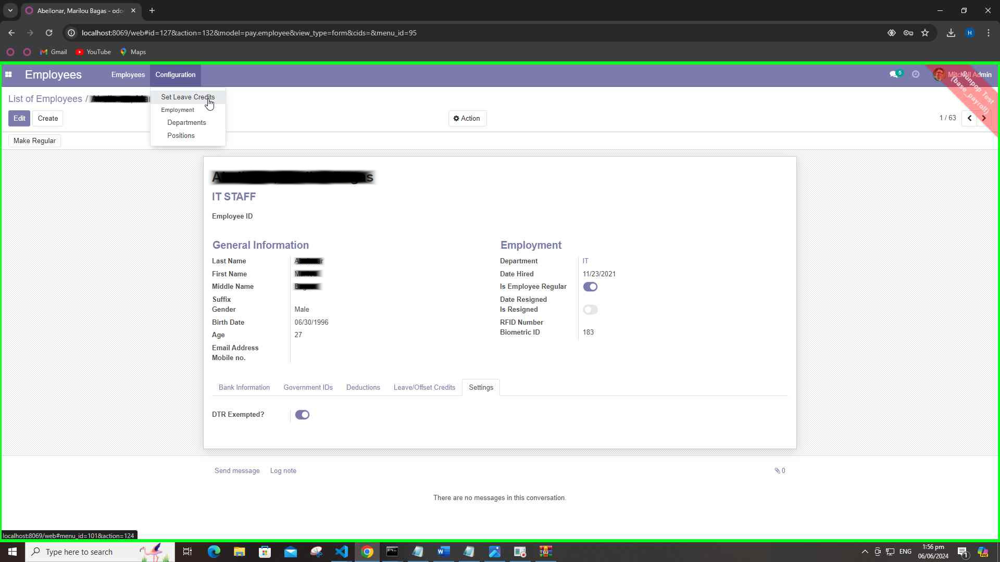 Abellonar, Marilou Bagas - odo
localhost:8069/web#id=127&action=132&model=pay.employee&view_type=form&cids=&menu_id=95
H
Gmail
YouTube
Maps
Employees
Employees
Configuration
5
Mitchell Admin
Sunpop Test
(base_payroll)
List of Employees /
Set Leave Credits
Employment
Departments
Positions
Edit
Create
Action
1 / 63
Make Regular
IT STAFF
Employee ID
General Information
Employment
Last Name
Department
IT
First Name
Date Hired
11/23/2021
Middle Name
Is Employee Regular
Suffix
Date Resigned
Gender
Male
Is Resigned
Birth Date
06/30/1996
RFID Number
Age
27
Biometric ID
183
Email Address
Mobile no.
Bank Information
Government IDs
Deductions
Leave/Offset Credits
Settings
DTR Exempted?
Send message
Log note
0
There are no messages in this conversation.
localhost:8069/web#menu_id=101&action=124
Type here to search
ENG
1:56 pm
06/06/2024
1